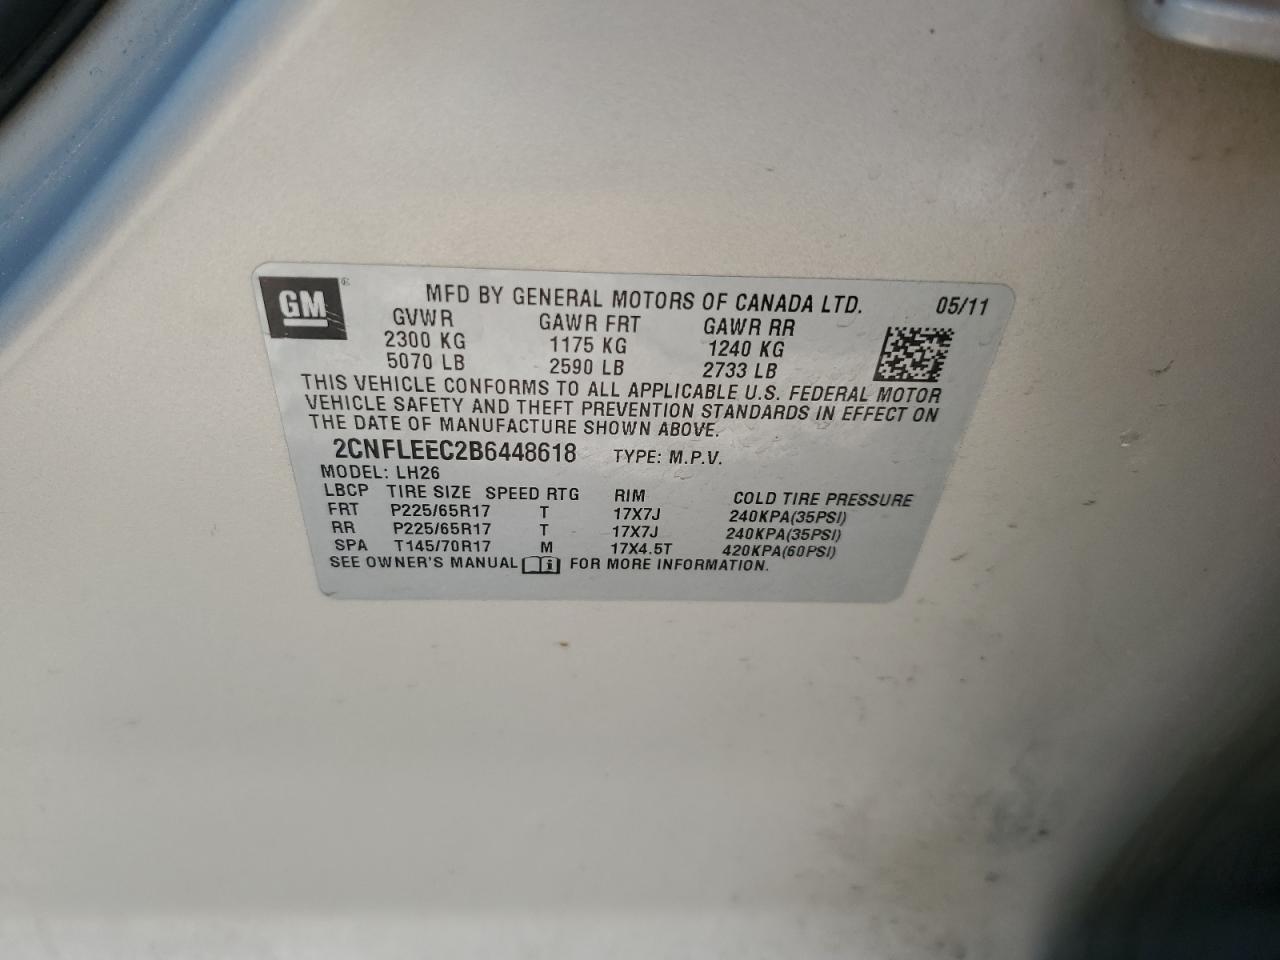 GM ® MFD BY GENERAL MOTORS OF CANADA LTD. 05/11
GVWR GAWR FRT GAWR RR
2300 KG 1175 KG 1240 KG
5070 LB 2590 LB 2733 LB
THIS VEHICLE CONFORMS TO ALL APPLICABLE U.S. FEDERAL MOTOR
VEHICLE SAFETY AND THEFT PREVENTION STANDARDS IN EFFECT ON
THE DATE OF MANUFACTURE SHOWN ABOVE.
2CNFLEEC2B6448618 TYPE: M.P.V.
MODEL: LH26
LBCP TIRE SIZE SPEED RTG RIM COLD TIRE PRESSURE
FRT P225/65R17 T 17X7J 240KPA(35PSI)
RR P225/65R17 T 17X7J 240KPA(35PSI)
SPA T145/70R17 M 17X4.5T 420KPA(60PSI)
SEE OWNER'S MANUAL i FOR MORE INFORMATION.